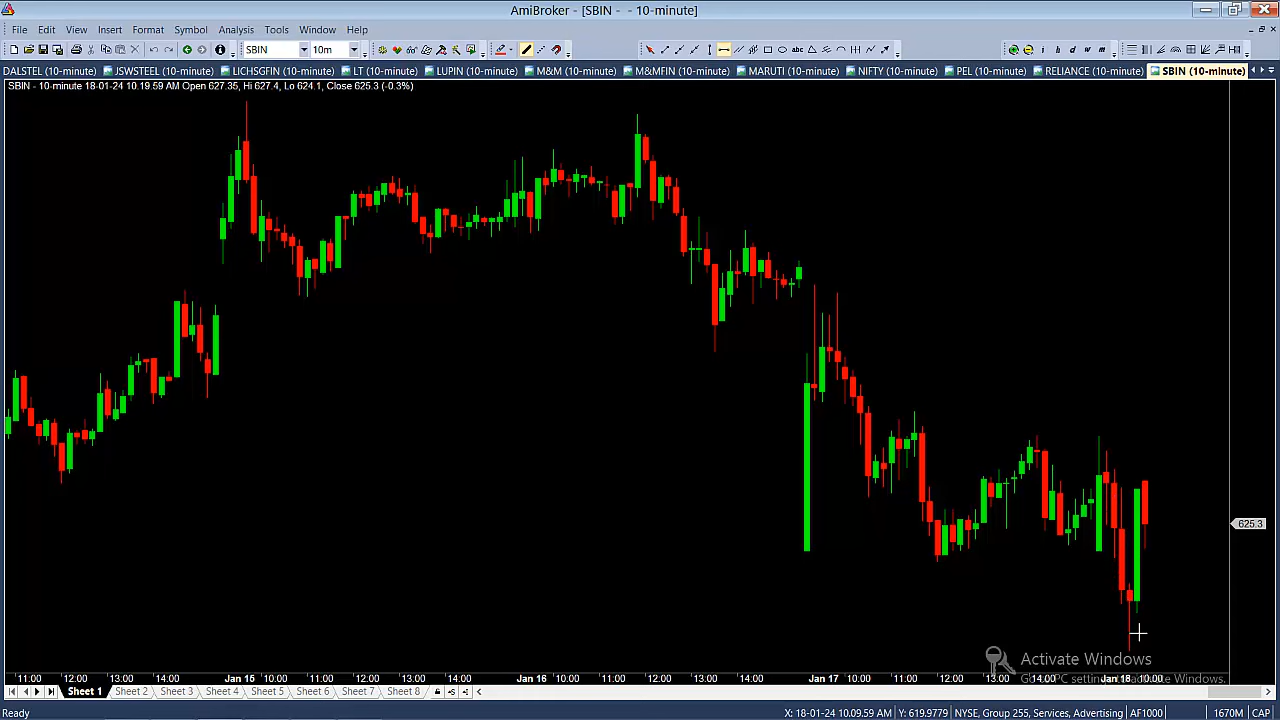 AmiBroker - [SBIN - - 10-minute]
File Edit View Insert Format Symbol Analysis Tools Window Help
SBIN 10m
DALSTEL (10-minute) JSWSTEEL (10-minute) LICHSGFIN (10-minute) LT (10-minute) LUPIN (10-minute) M&M (10-minute) M&MFIN (10-minute) MARUTI (10-minute) NIFTY (10-minute) PEL (10-minute) RELIANCE (10-minute) SBIN (10-minute)
SBIN - 10-minute 18-01-24 10.19.59 AM Open 627.35, Hi 627.4, Lo 624.1, Close 625.3 (-0.3%)
625.3
Activate Windows
Go to PC settings to activate Windows.
11:00 12:00 13:00 14:00 Jan 15 10:00 11:00 12:00 13:00 14:00 Jan 16 10:00 11:00 12:00 13:00 14:00 Jan 17 10:00 11:00 12:00 13:00 14:00 Jan 18 10:00
Sheet 1 Sheet 2 Sheet 3 Sheet 4 Sheet 5 Sheet 6 Sheet 7 Sheet 8
Ready X: 18-01-24 10.09.59 AM Y: 619.9779 NYSE, Group 255, Services, Advertising AF1000 1670M CAP